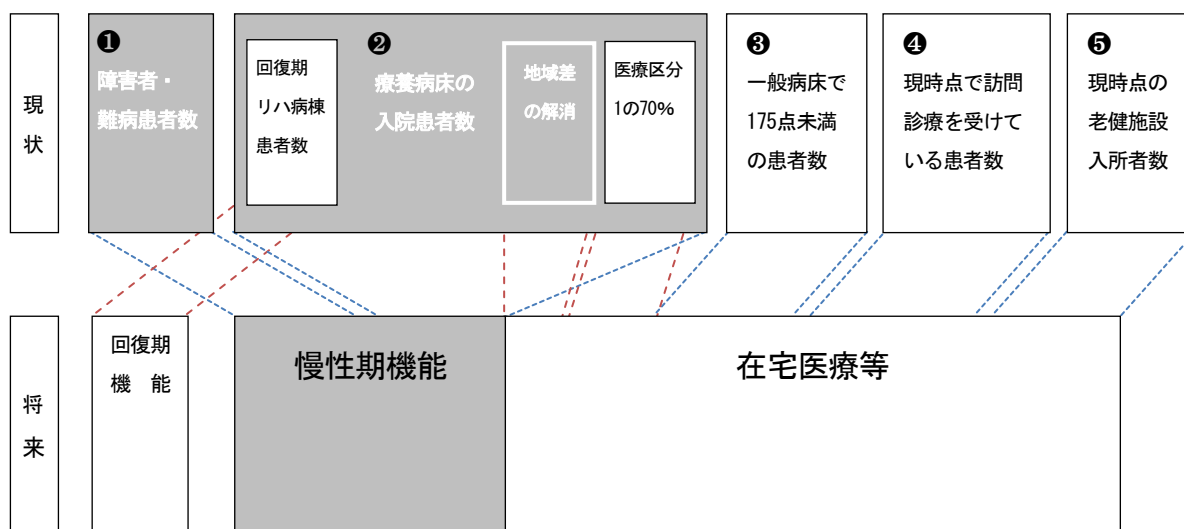 現
状
❶
障害者・
難病患者数
回復期
リハ病棟
患者数
❷
療養病床の
入院患者数
地域差
の解消
医療区分
1の70%
❸
一般病床で
175点未満
の患者数
❹
現時点で訪問
診療を受けて
いる患者数
❺
現時点の
老健施設
入所者数
将
来
回復期
機　能
慢性期機能
在宅医療等